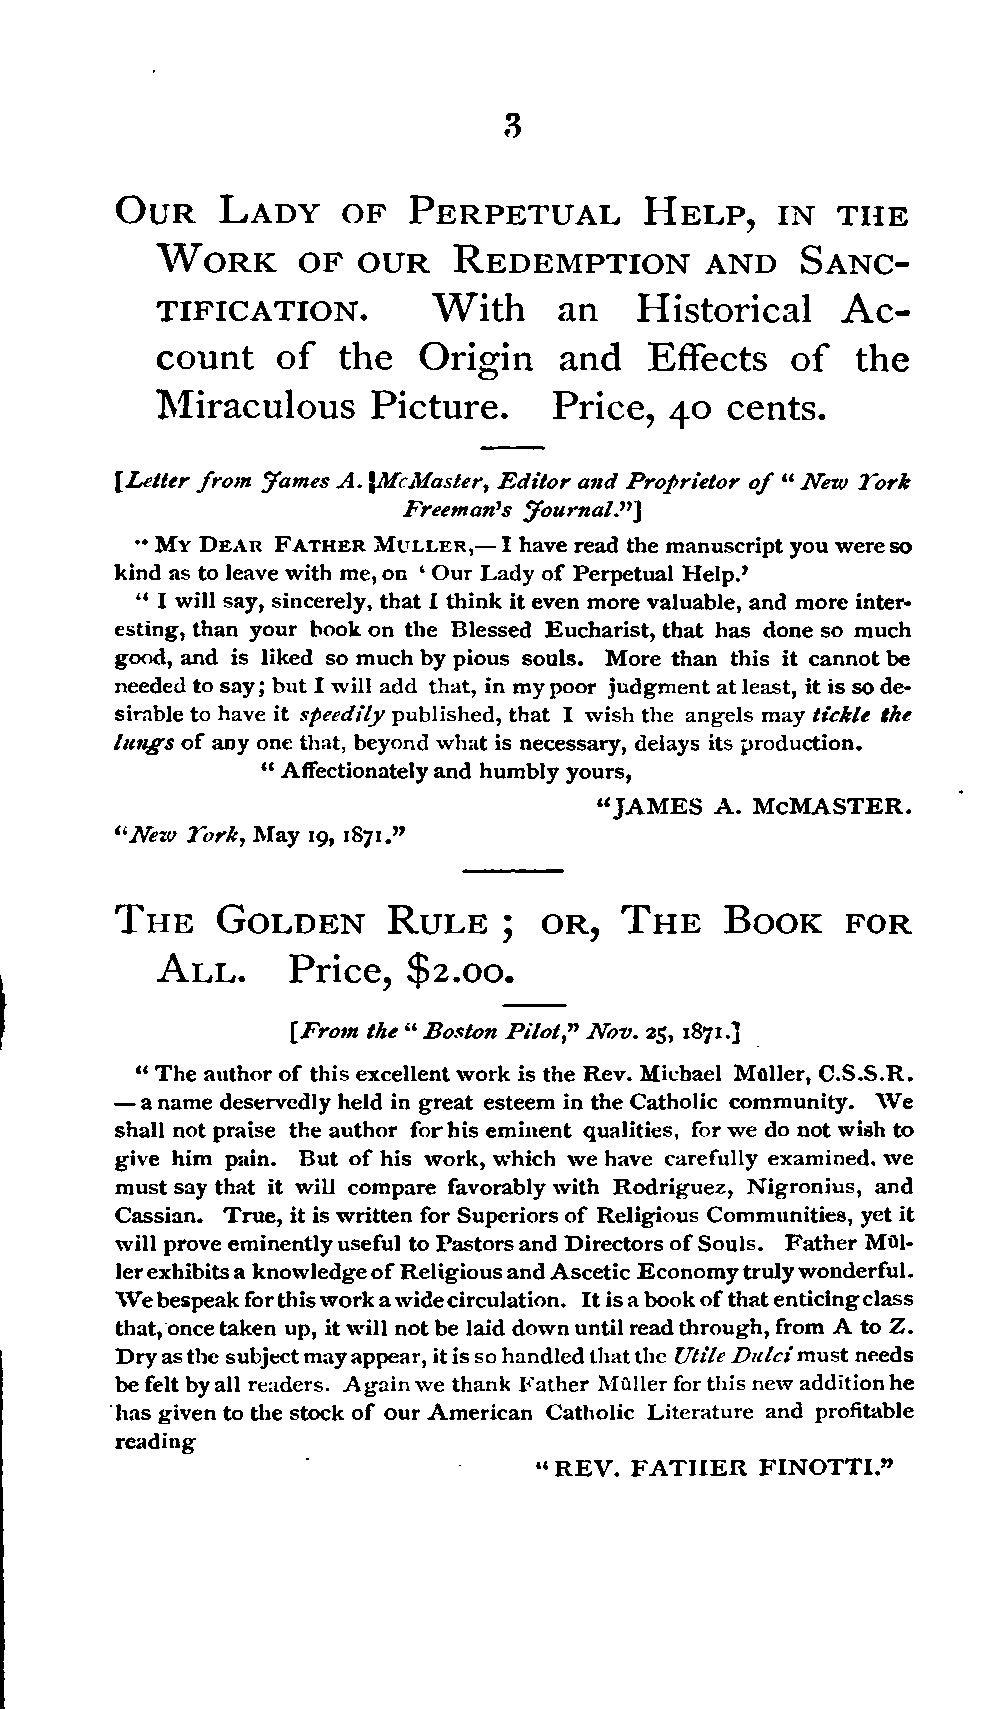 3
OUR LADY OF PERPETUAL HELP, IN THE
WORK OF OUR REDEMPTION AND SANC-
TIFICATION. With an Historical Ac-
count of the Origin and Effects of the
Miraculous Picture. Price, 40 cents.
[Letter from James A. McMaster, Editor and Proprietor of “ New York
Freeman's Journal.”]
“ MY DEAR FATHER MULLER,— I have read the manuscript you were so
kind as to leave with me, on ‘ Our Lady of Perpetual Help.’
“ I will say, sincerely, that I think it even more valuable, and more inter-
esting, than your book on the Blessed Eucharist, that has done so much
good, and is liked so much by pious souls. More than this it cannot be
needed to say; but I will add that, in my poor judgment at least, it is so de-
sirable to have it speedily published, that I wish the angels may tickle the
lungs of any one that, beyond what is necessary, delays its production.
“ Affectionately and humbly yours,
“JAMES A. McMASTER.
“New York, May 19, 1871.”
THE GOLDEN RULE ; OR, THE BOOK FOR
ALL. Price, $2.00.
[From the “ Boston Pilot,” Nov. 25, 1871.]
“ The author of this excellent work is the Rev. Michael Müller, C.S.S.R.
— a name deservedly held in great esteem in the Catholic community. We
shall not praise the author for his eminent qualities, for we do not wish to
give him pain. But of his work, which we have carefully examined, we
must say that it will compare favorably with Rodriguez, Nigronius, and
Cassian. True, it is written for Superiors of Religious Communities, yet it
will prove eminently useful to Pastors and Directors of Souls. Father Mül-
ler exhibits a knowledge of Religious and Ascetic Economy truly wonderful.
We bespeak for this work a wide circulation. It is a book of that enticing class
that, once taken up, it will not be laid down until read through, from A to Z.
Dry as the subject may appear, it is so handled that the Utile Dulci must needs
be felt by all readers. Again we thank Father Müller for this new addition he
has given to the stock of our American Catholic Literature and profitable
reading
“ REV. FATHER FINOTTI.”